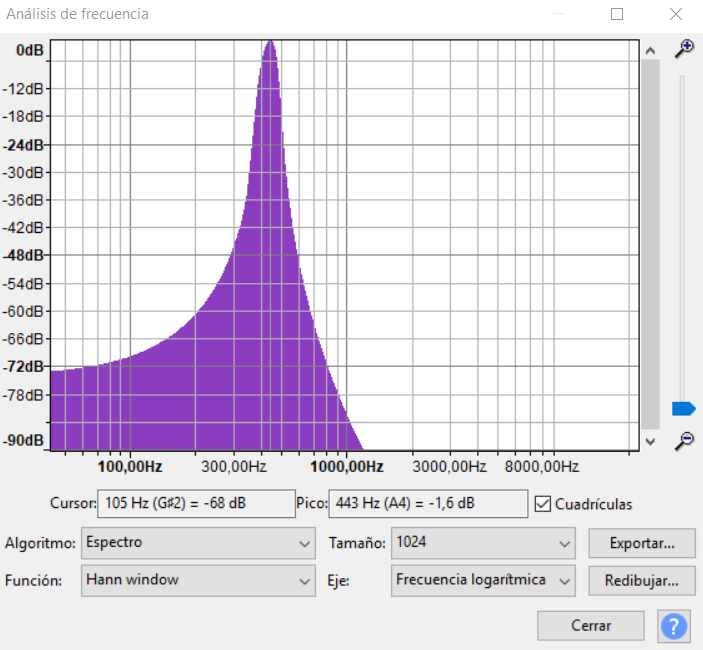 Análisis de frecuencia
0dB
-12dB
-18dB
-24dB
-30dB
-36dB
-42dB
-48dB
-54dB
-60dB
-66dB
-72dB
-78dB
-90dB
100,00Hz 300,00Hz 1000,00Hz 3000,00Hz 8000,00Hz
Cursor: 105 Hz (G♯2) = -68 dB Pico: 443 Hz (A4) = -1,6 dB Cuadrículas
Algoritmo: Espectro Tamaño: 1024 Exportar...
Función: Hann window Eje: Frecuencia logarítmica Redibujar...
Cerrar ?